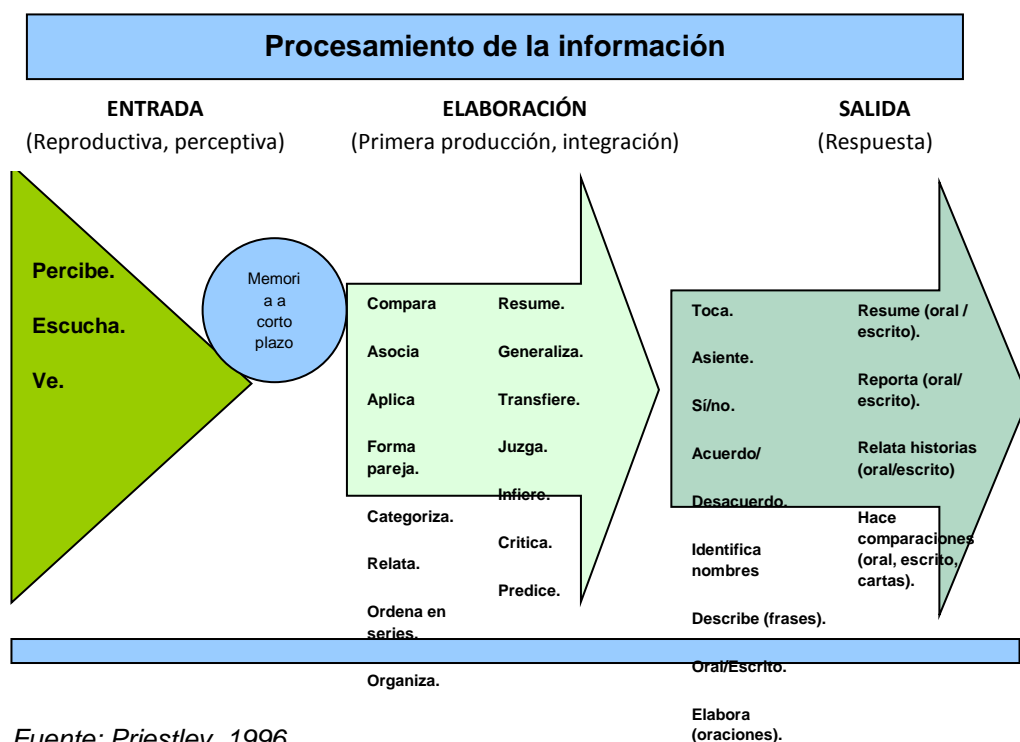 Procesamiento de la información
ENTRADA
(Reproductiva, perceptiva)
ELABORACIÓN
(Primera producción, integración)
SALIDA
(Respuesta)
Percibe.
Escucha.
Ve.
Memori
a a
corto
plazo
Compara
Asocia
Aplica
Forma
pareja.
Categoriza.
Relata.
Ordena en
series.
Organiza.
Resume.
Generaliza.
Transfiere.
Juzga.
Infiere.
Critica.
Predice.
Toca.
Asiente.
Sí/no.
Acuerdo/
Desacuerdo.
Identifica
nombres
Describe (frases).
Oral/Escrito.
Elabora
(oraciones).
Resume (oral /
escrito).
Reporta (oral/
escrito).
Relata historias
(oral/escrito)
Hace
comparaciones
(oral, escrito,
cartas).
Fuente: Priestley, 1996